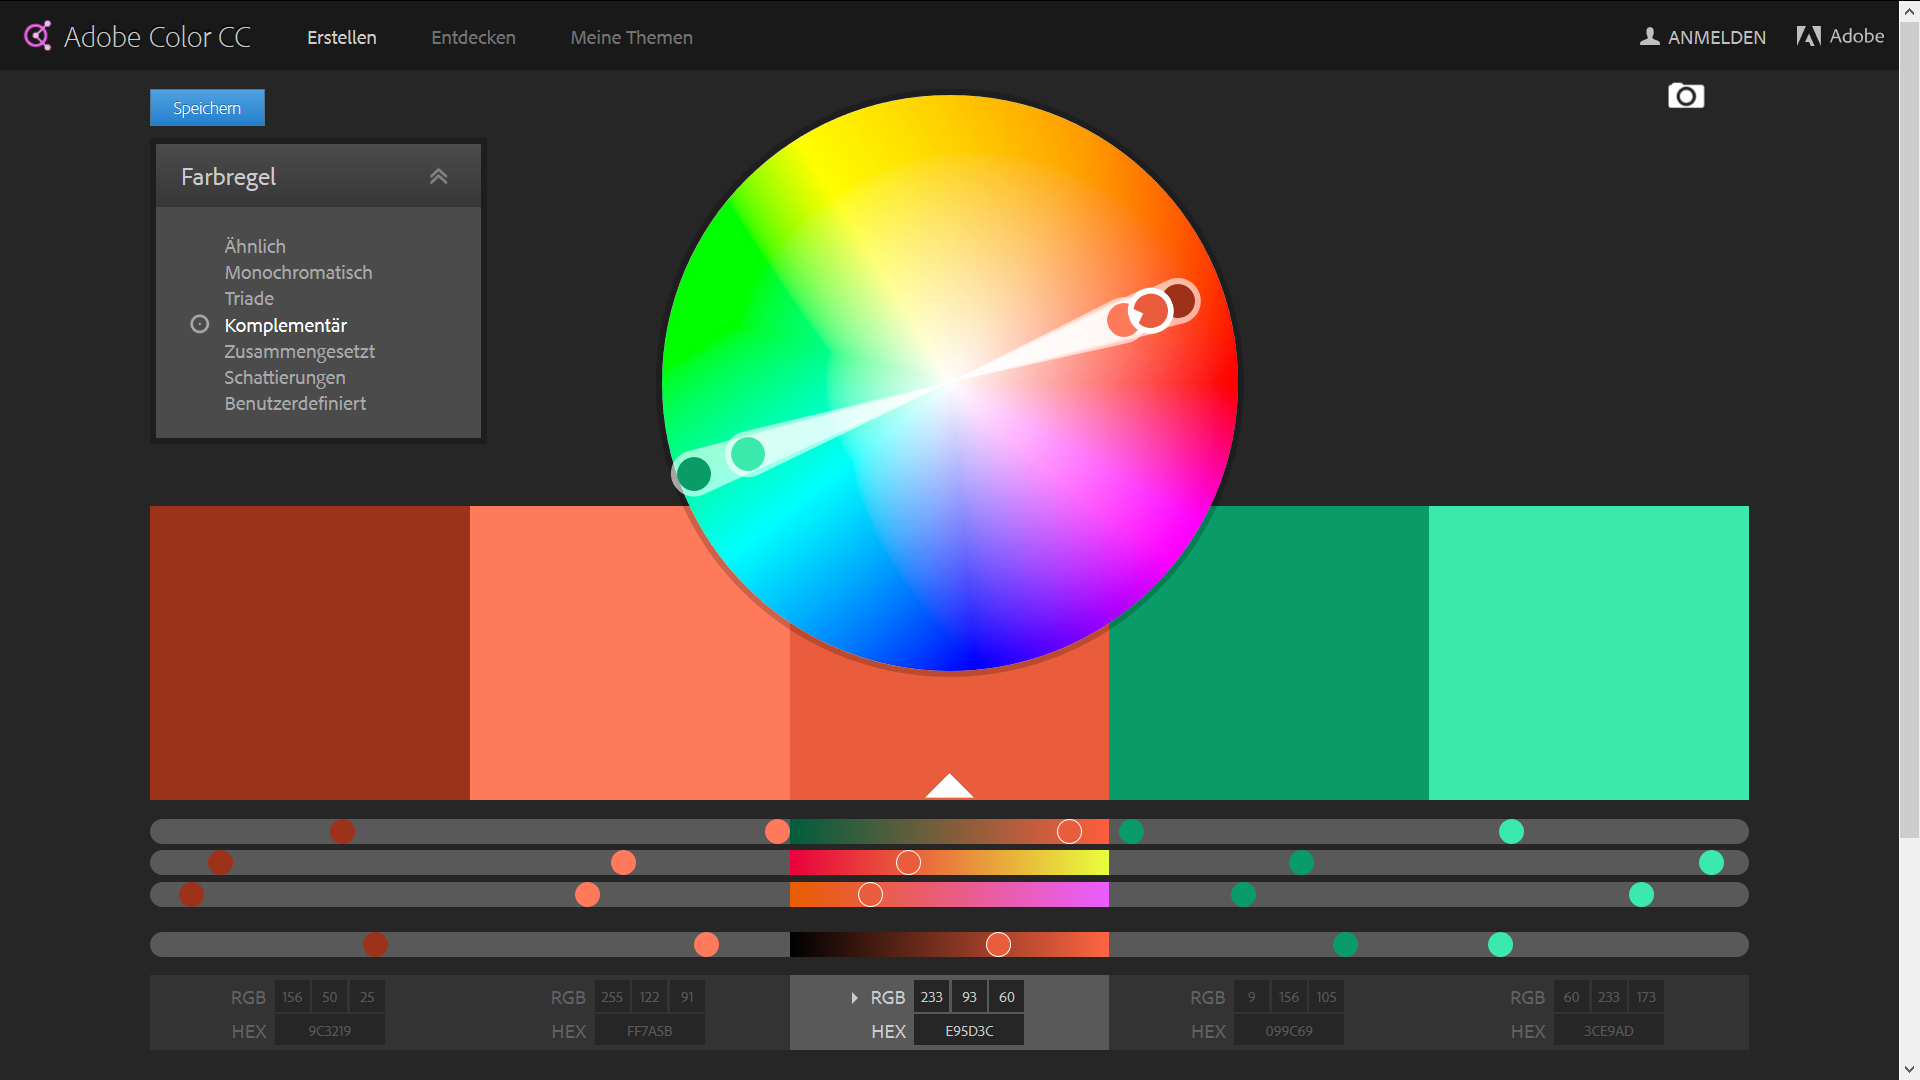 Adobe Color CC Erstellen Entdecken Meine Themen ANMELDEN Adobe
Speichern
Farbregel
Ähnlich
Monochromatisch
Triade
Komplementär
Zusammengesetzt
Schattierungen
Benutzerdefiniert
RGB 156 50 25 RGB 255 122 91 RGB 233 93 60 RGB 9 156 105 RGB 60 233 173
HEX 9C3219 HEX FF7A5B HEX E95D3C HEX 099C69 HEX 3CE9AD